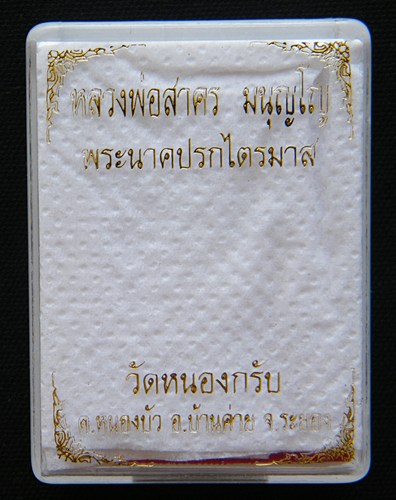 หลวงพ่อสาคร มนุญฺโญ
พระนาคปรกไตรมาส
วัดหนองกรับ
ต.หนองบัว อ.บ้านค่าย จ.ระยอง